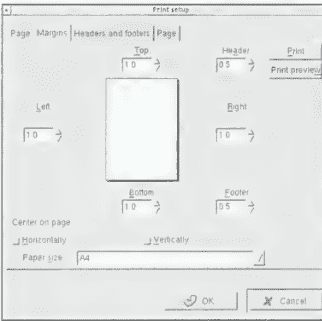 Print setup
Page Margins Headers and footers Page
Top Header Print
1.0 0.5
Print preview
Left Right
1.0 1.0
Bottom Footer
1.0 0.5
Center on page
Horizontally Vertically
Paper size A4
OK Cancel